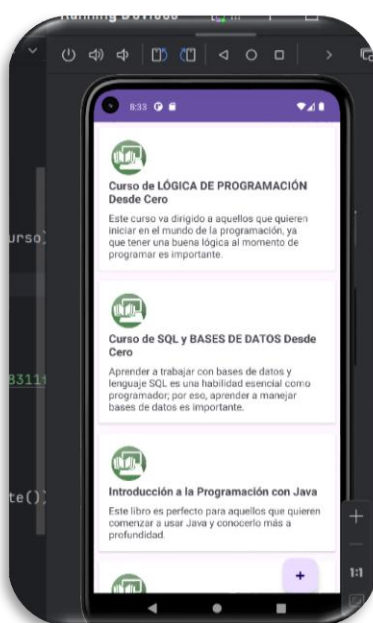 Running Devices
8:33
Curso de LÓGICA DE PROGRAMACIÓN
Desde Cero
Este curso va dirigido a aquellos que quieren
iniciar en el mundo de la programación, ya
que tener una buena lógica al momento de
programar es importante.
urso)
Curso de SQL y BASES DE DATOS Desde
Cero
Aprender a trabajar con bases de datos y
lenguaje SQL es una habilidad esencial como
programador; por eso, aprender a manejar
bases de datos es importante.
8311f
Introducción a la Programación con Java
Este libro es perfecto para aquellos que quieren
comenzar a usar Java y conocerlo más a
profundidad.
te()
+
+
1:1